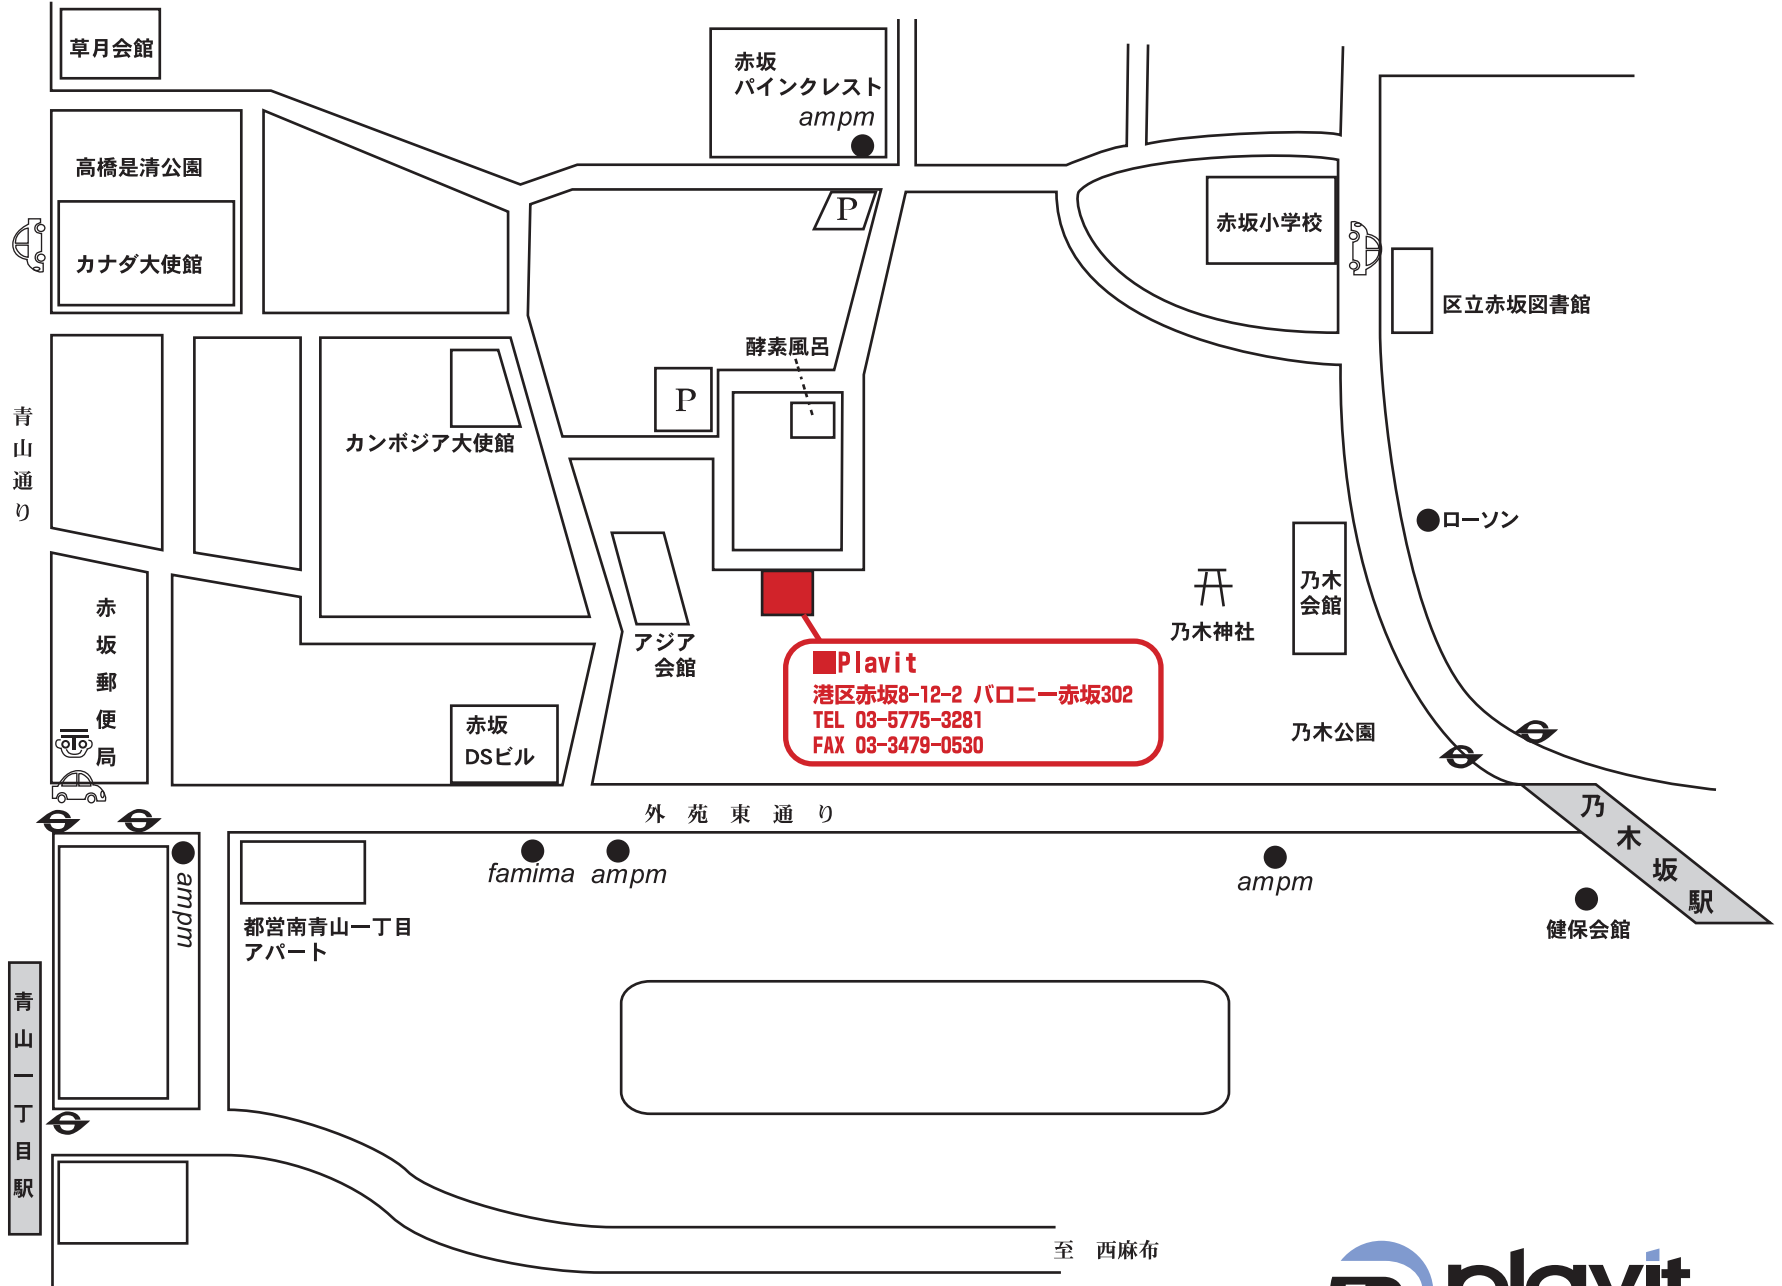 草月会館
赤坂
パインクレスト
ampm
高橋是清公園
カナダ大使館
P
赤坂小学校
区立赤坂図書館
酵素風呂
P
青山通り
カンボジア大使館
ローソン
乃木
会館
乃木神社
アジア
会館
赤坂郵便局
Plavit
港区赤坂8-12-2 バロニー赤坂302
TEL 03-5775-3281
FAX 03-3479-0530
赤坂
DSビル
乃木公園
外苑東通り
乃木坂駅
famima
ampm
ampm
ampm
都営南青山一丁目
アパート
健保会館
青山一丁目駅
至 西麻布
playit